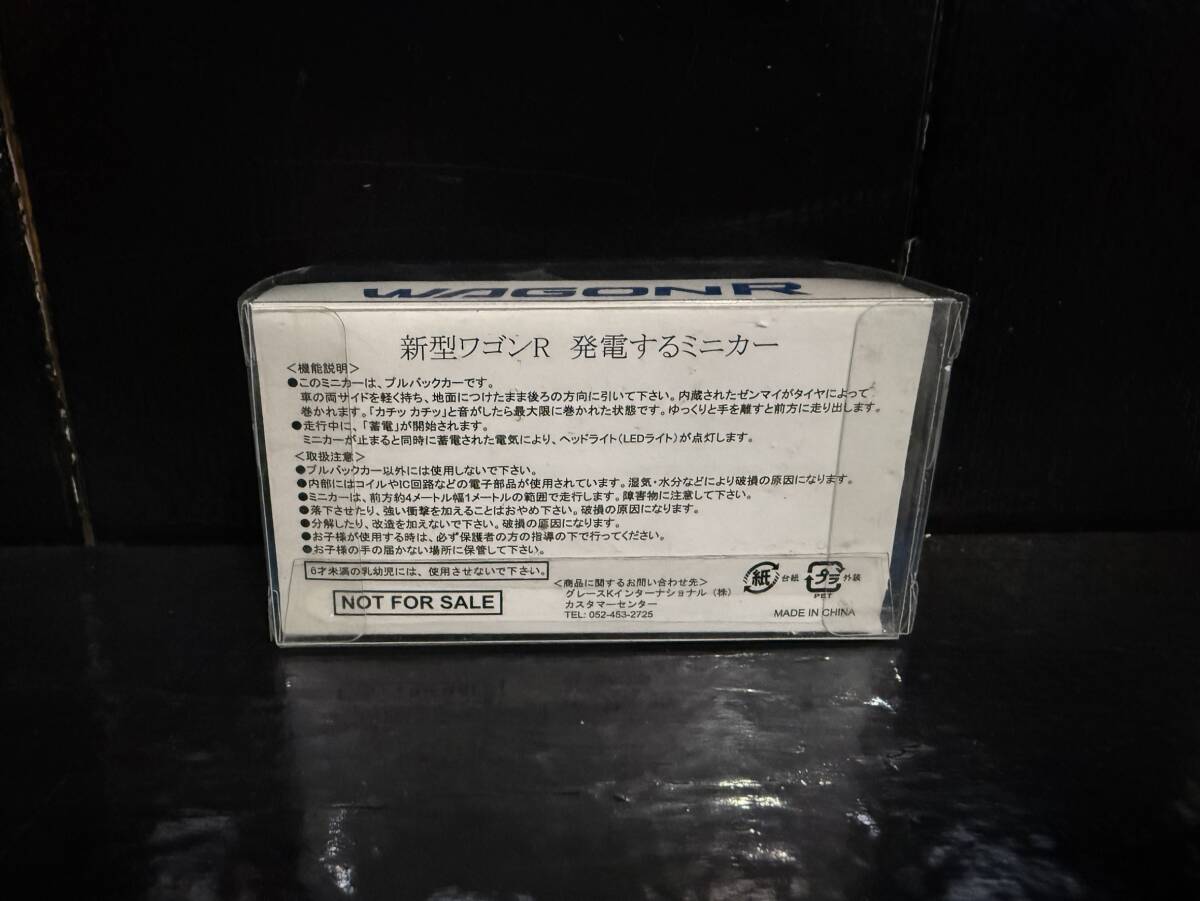 WAGONR
新型ワゴンR 発電するミニカー
＜機能説明＞
●このミニカーは、プルバックカーです。
車の両サイドを軽く持ち、地面につけたまま後ろの方向に引いて下さい。内蔵されたゼンマイがタイヤによって
巻かれます。「カチッ カチッ」と音がしたら最大限に巻かれた状態です。ゆっくりと手を離すと前方に走り出します。
●走行中に、「蓄電」が開始されます。
ミニカーが止まると同時に蓄電された電気により、ヘッドライト（LEDライト）が点灯します。
＜取扱注意＞
●プルバックカー以外には使用しないで下さい。
●内部にはコイルやIC回路などの電子部品が使用されています。湿気・水分などにより破損の原因になります。
●ミニカーは、前方約4メートル幅1メートルの範囲で走行します。障害物に注意して下さい。
●落下させたり、強い衝撃を加えることはおやめ下さい。破損の原因になります。
●分解したり、改造を加えないで下さい。破損の原因になります。
●お子様が使用する時は、必ず保護者の方の指導の下で行ってください。
●お子様の手の届かない場所に保管して下さい。
6才未満の乳幼児には、使用させないで下さい。
NOT FOR SALE
＜商品に関するお問い合わせ先＞
グレースKインターナショナル（株）
カスタマーセンター
TEL: 052-453-2725
紙 台紙 プラ 外装
PET
MADE IN CHINA